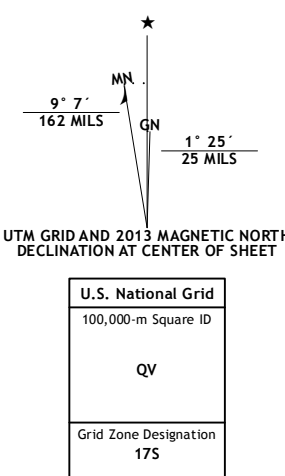 MN
GN
9° 7´
162 MILS
1° 25´
25 MILS
UTM GRID AND 2013 MAGNETIC NORTH
DECLINATION AT CENTER OF SHEET
U.S. National Grid
100,000-m Square ID
QV
Grid Zone Designation
17S